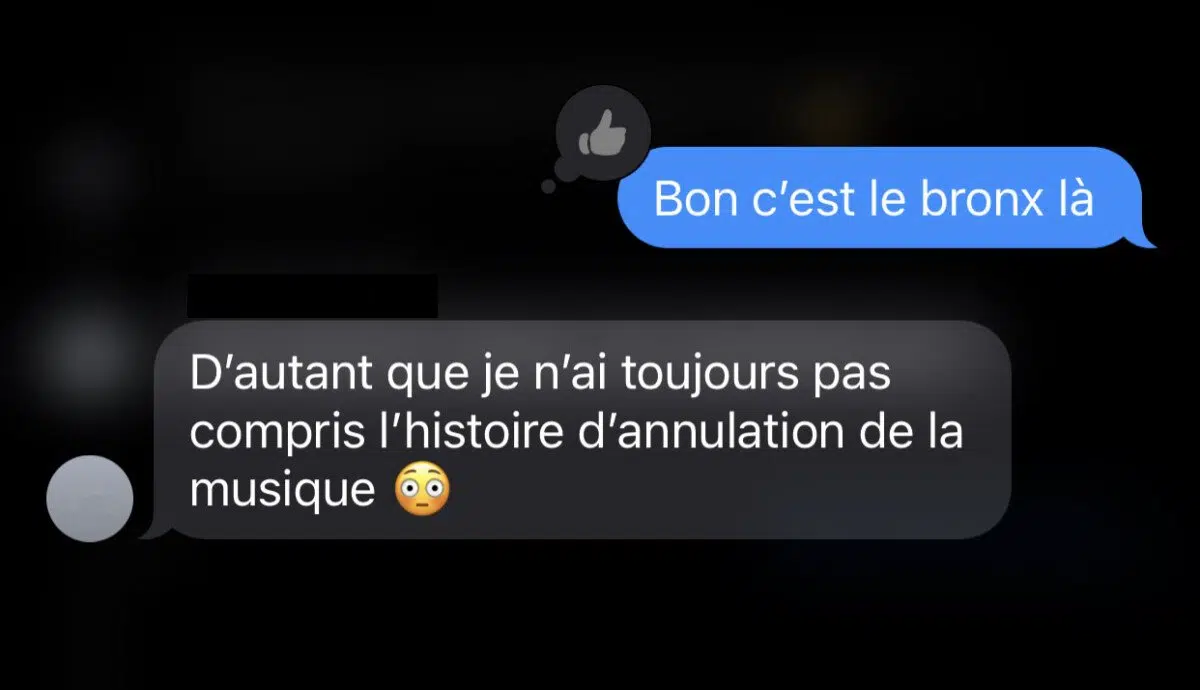 Bon c’est le bronx là
D’autant que je n’ai toujours pas
compris l’histoire d’annulation de la
musique 😳